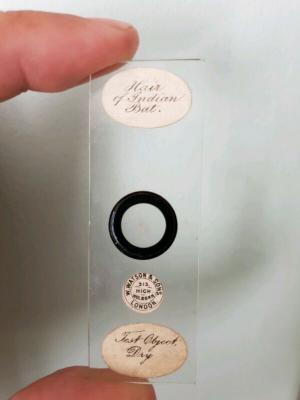 Hair
of Indian
Bat.
W. WATSON & SONS
313
HIGH
HOLBORN
LONDON
Test Object
Dry